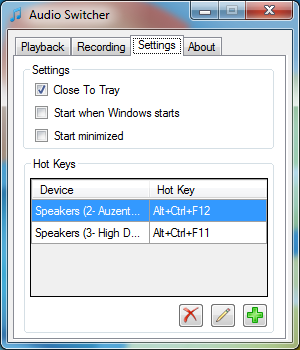 Audio Switcher
Playback Recording Settings About
Settings
Close To Tray
Start when Windows starts
Start minimized
Hot Keys
Device Hot Key
Speakers (2- Auzent... Alt+Ctrl+F12
Speakers (3- High D... Alt+Ctrl+F11